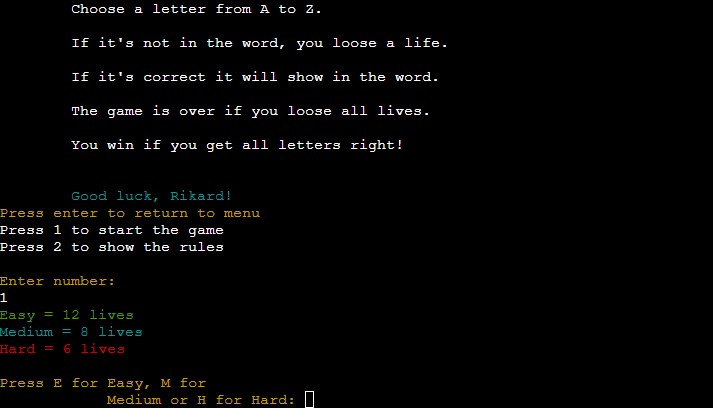 Choose a letter from A to Z.
If it's not in the word, you loose a life.
If it's correct it will show in the word.
The game is over if you loose all lives.
You win if you get all letters right!
Good luck, Rikard!
Press enter to return to menu
Press 1 to start the game
Press 2 to show the rules
Enter number:
1
Easy = 12 lives
Medium = 8 lives
Hard = 6 lives
Press E for Easy, M for
Medium or H for Hard: